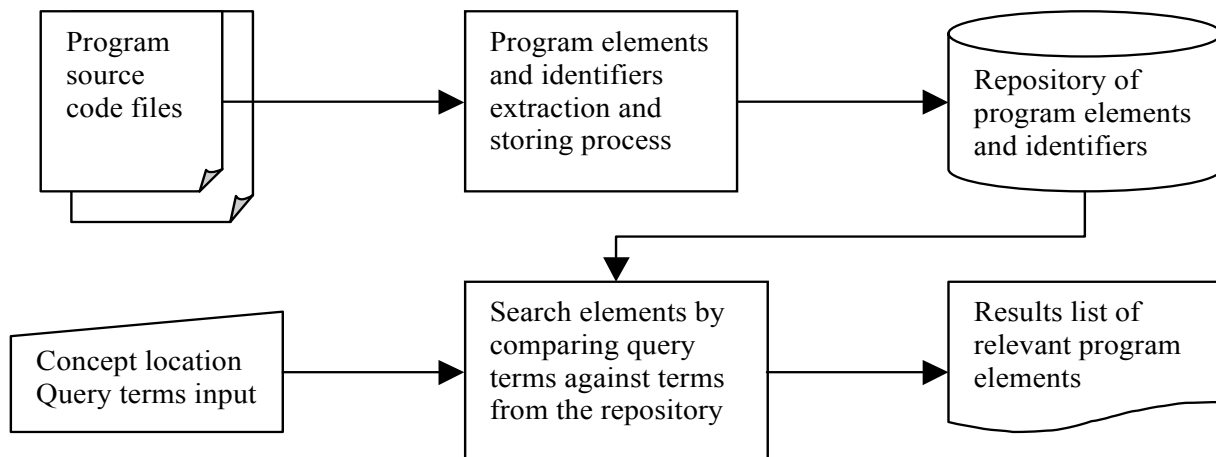 Program
source
code files
Program elements
and identifiers
extraction and
storing process
Repository of
program elements
and identifiers
Concept location
Query terms input
Search elements by
comparing query
terms against terms
from the repository
Results list of
relevant program
elements